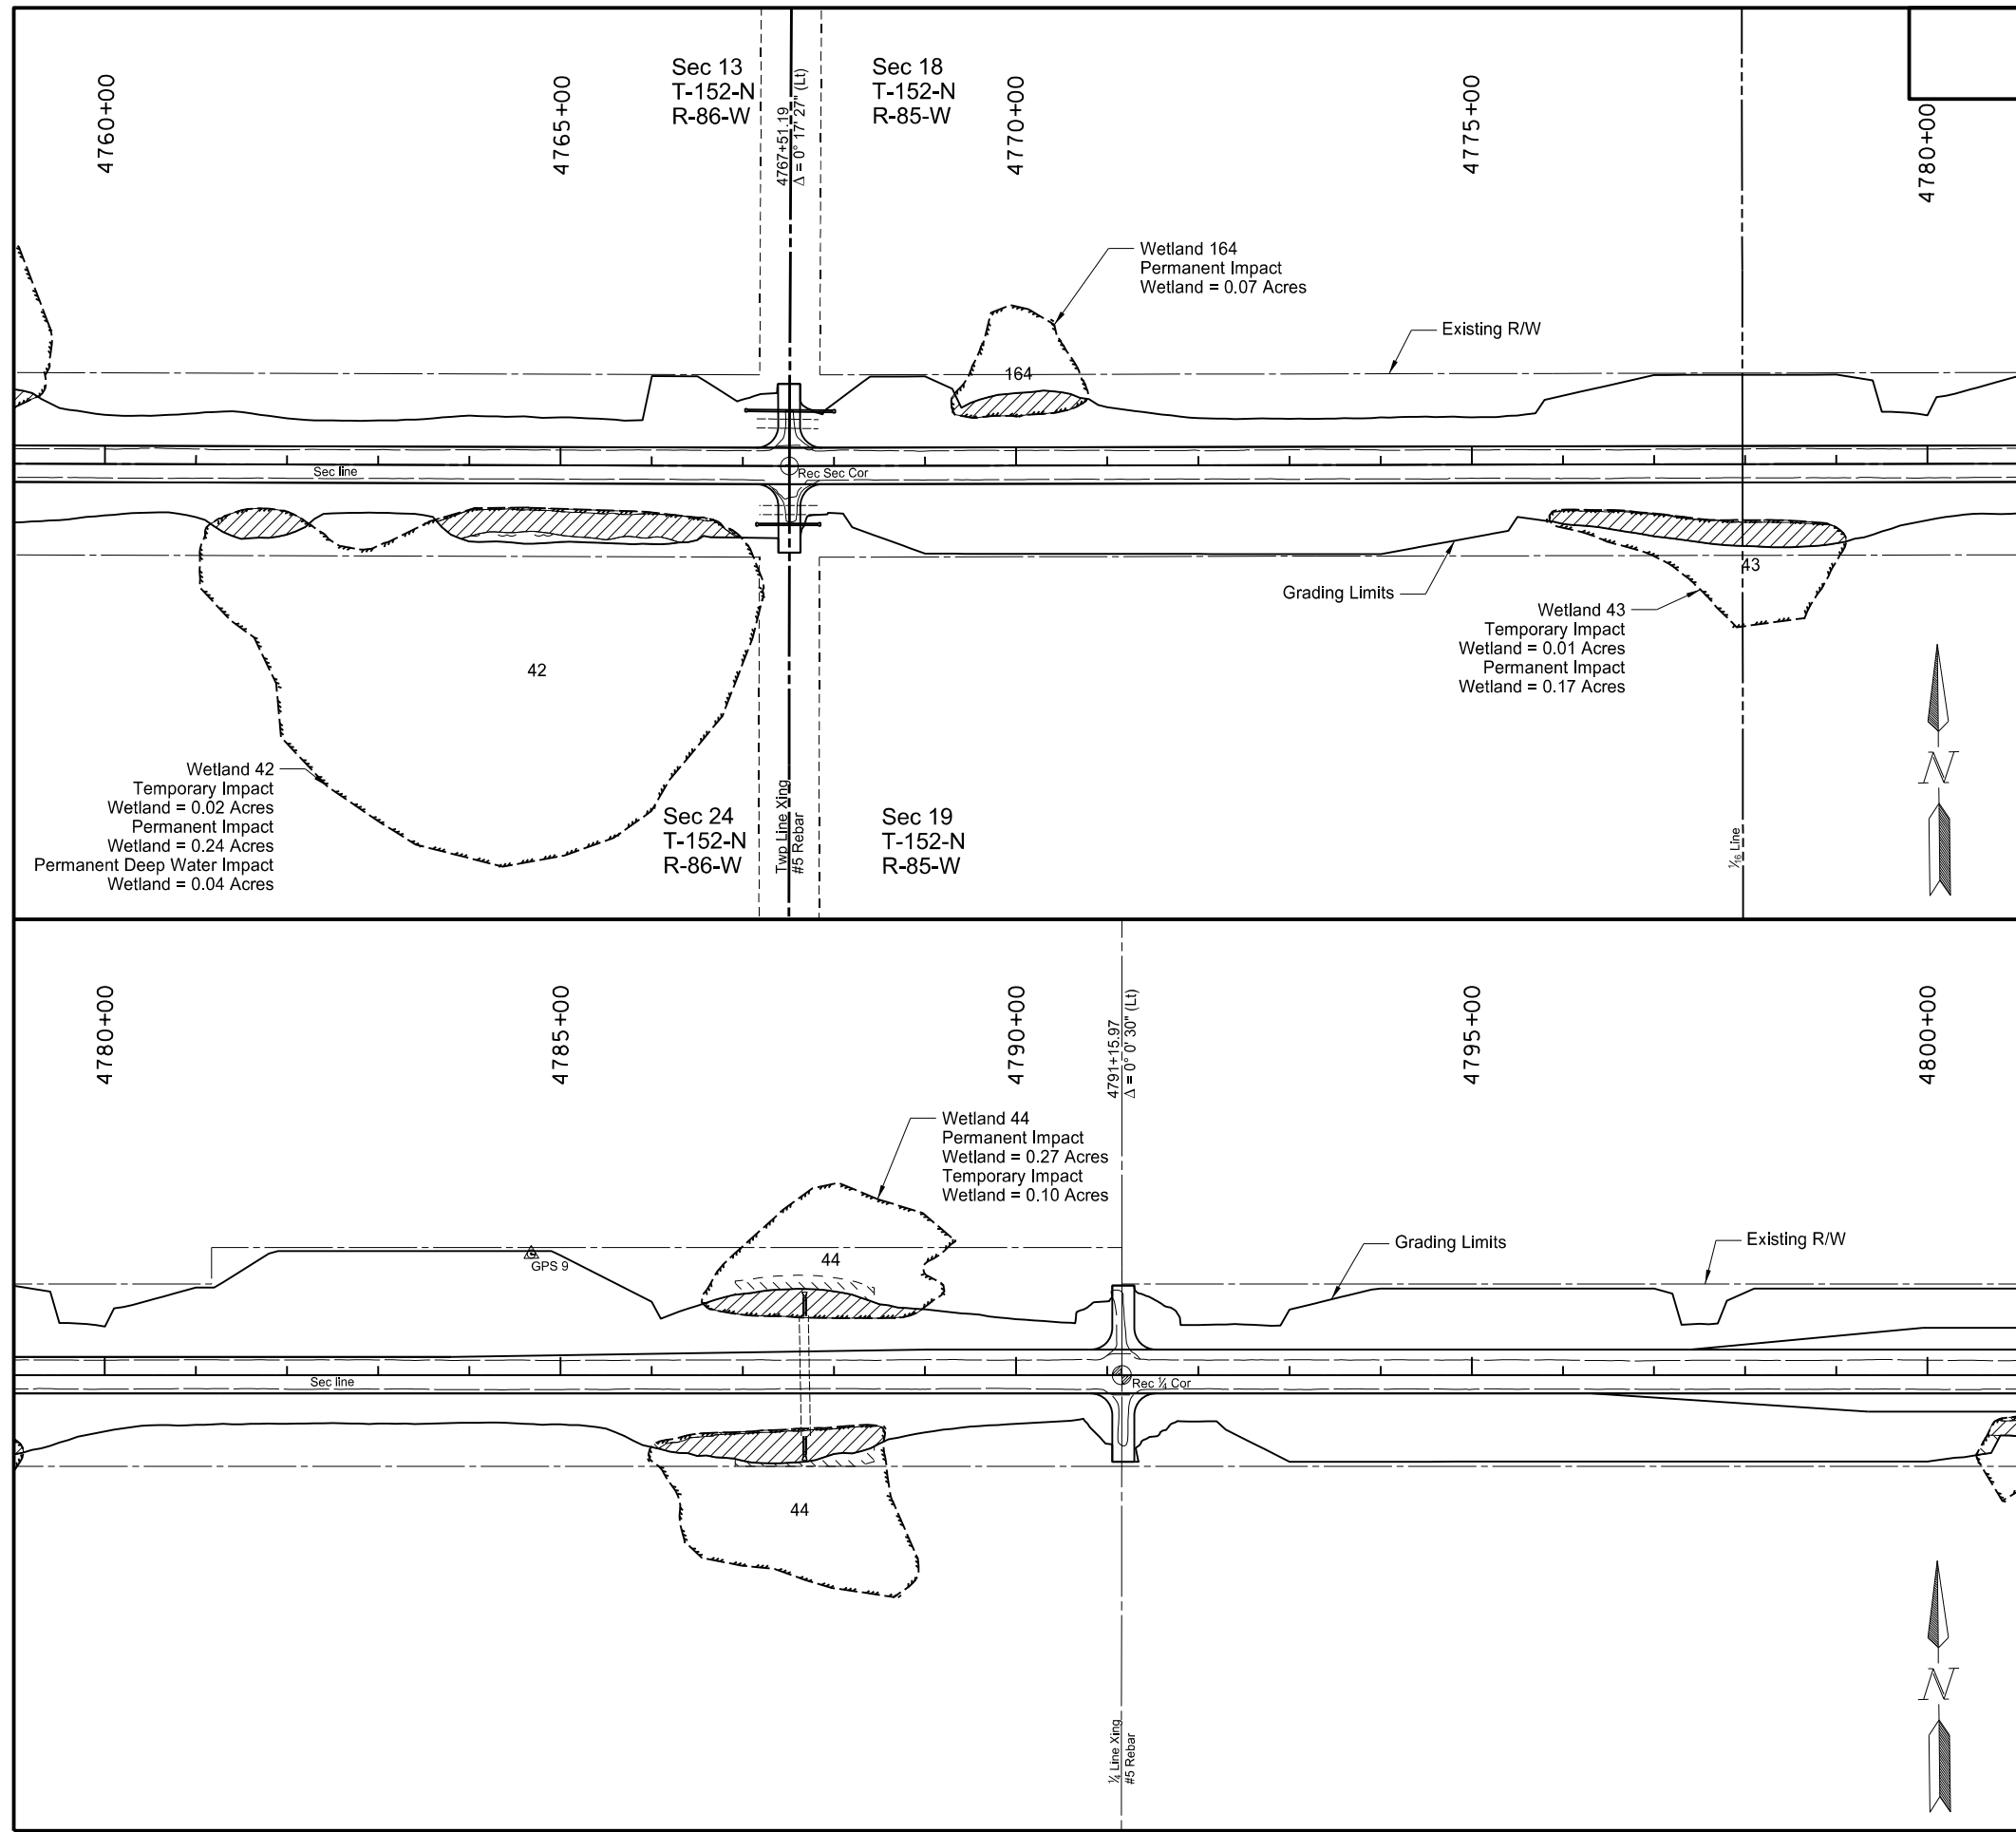 4760+00
4765+00
Sec 13
T-152-N
R-86-W
4767+51.19
Δ = 0° 17' 27" (Lt)
Sec 18
T-152-N
R-85-W
4770+00
4775+00
4780+00
Wetland 164
Permanent Impact
Wetland = 0.07 Acres
Existing R/W
164
Sec line
Rec Sec Cor
Grading Limits
43
Wetland 43
Temporary Impact
Wetland = 0.01 Acres
Permanent Impact
Wetland = 0.17 Acres
42
Wetland 42
Temporary Impact
Wetland = 0.02 Acres
Permanent Impact
Wetland = 0.24 Acres
Permanent Deep Water Impact
Wetland = 0.04 Acres
Sec 24
T-152-N
R-86-W
Twp Line Xing
#5 Rebar
Sec 19
T-152-N
R-85-W
1/16 Line
N
4780+00
4785+00
4790+00
4791+15.97
Δ = 0° 0' 30" (Lt)
4795+00
4800+00
Wetland 44
Permanent Impact
Wetland = 0.27 Acres
Temporary Impact
Wetland = 0.10 Acres
44
GPS 9
Grading Limits
Existing R/W
Sec line
Rec ¼ Cor
44
¼ Line Xing
#5 Rebar
N